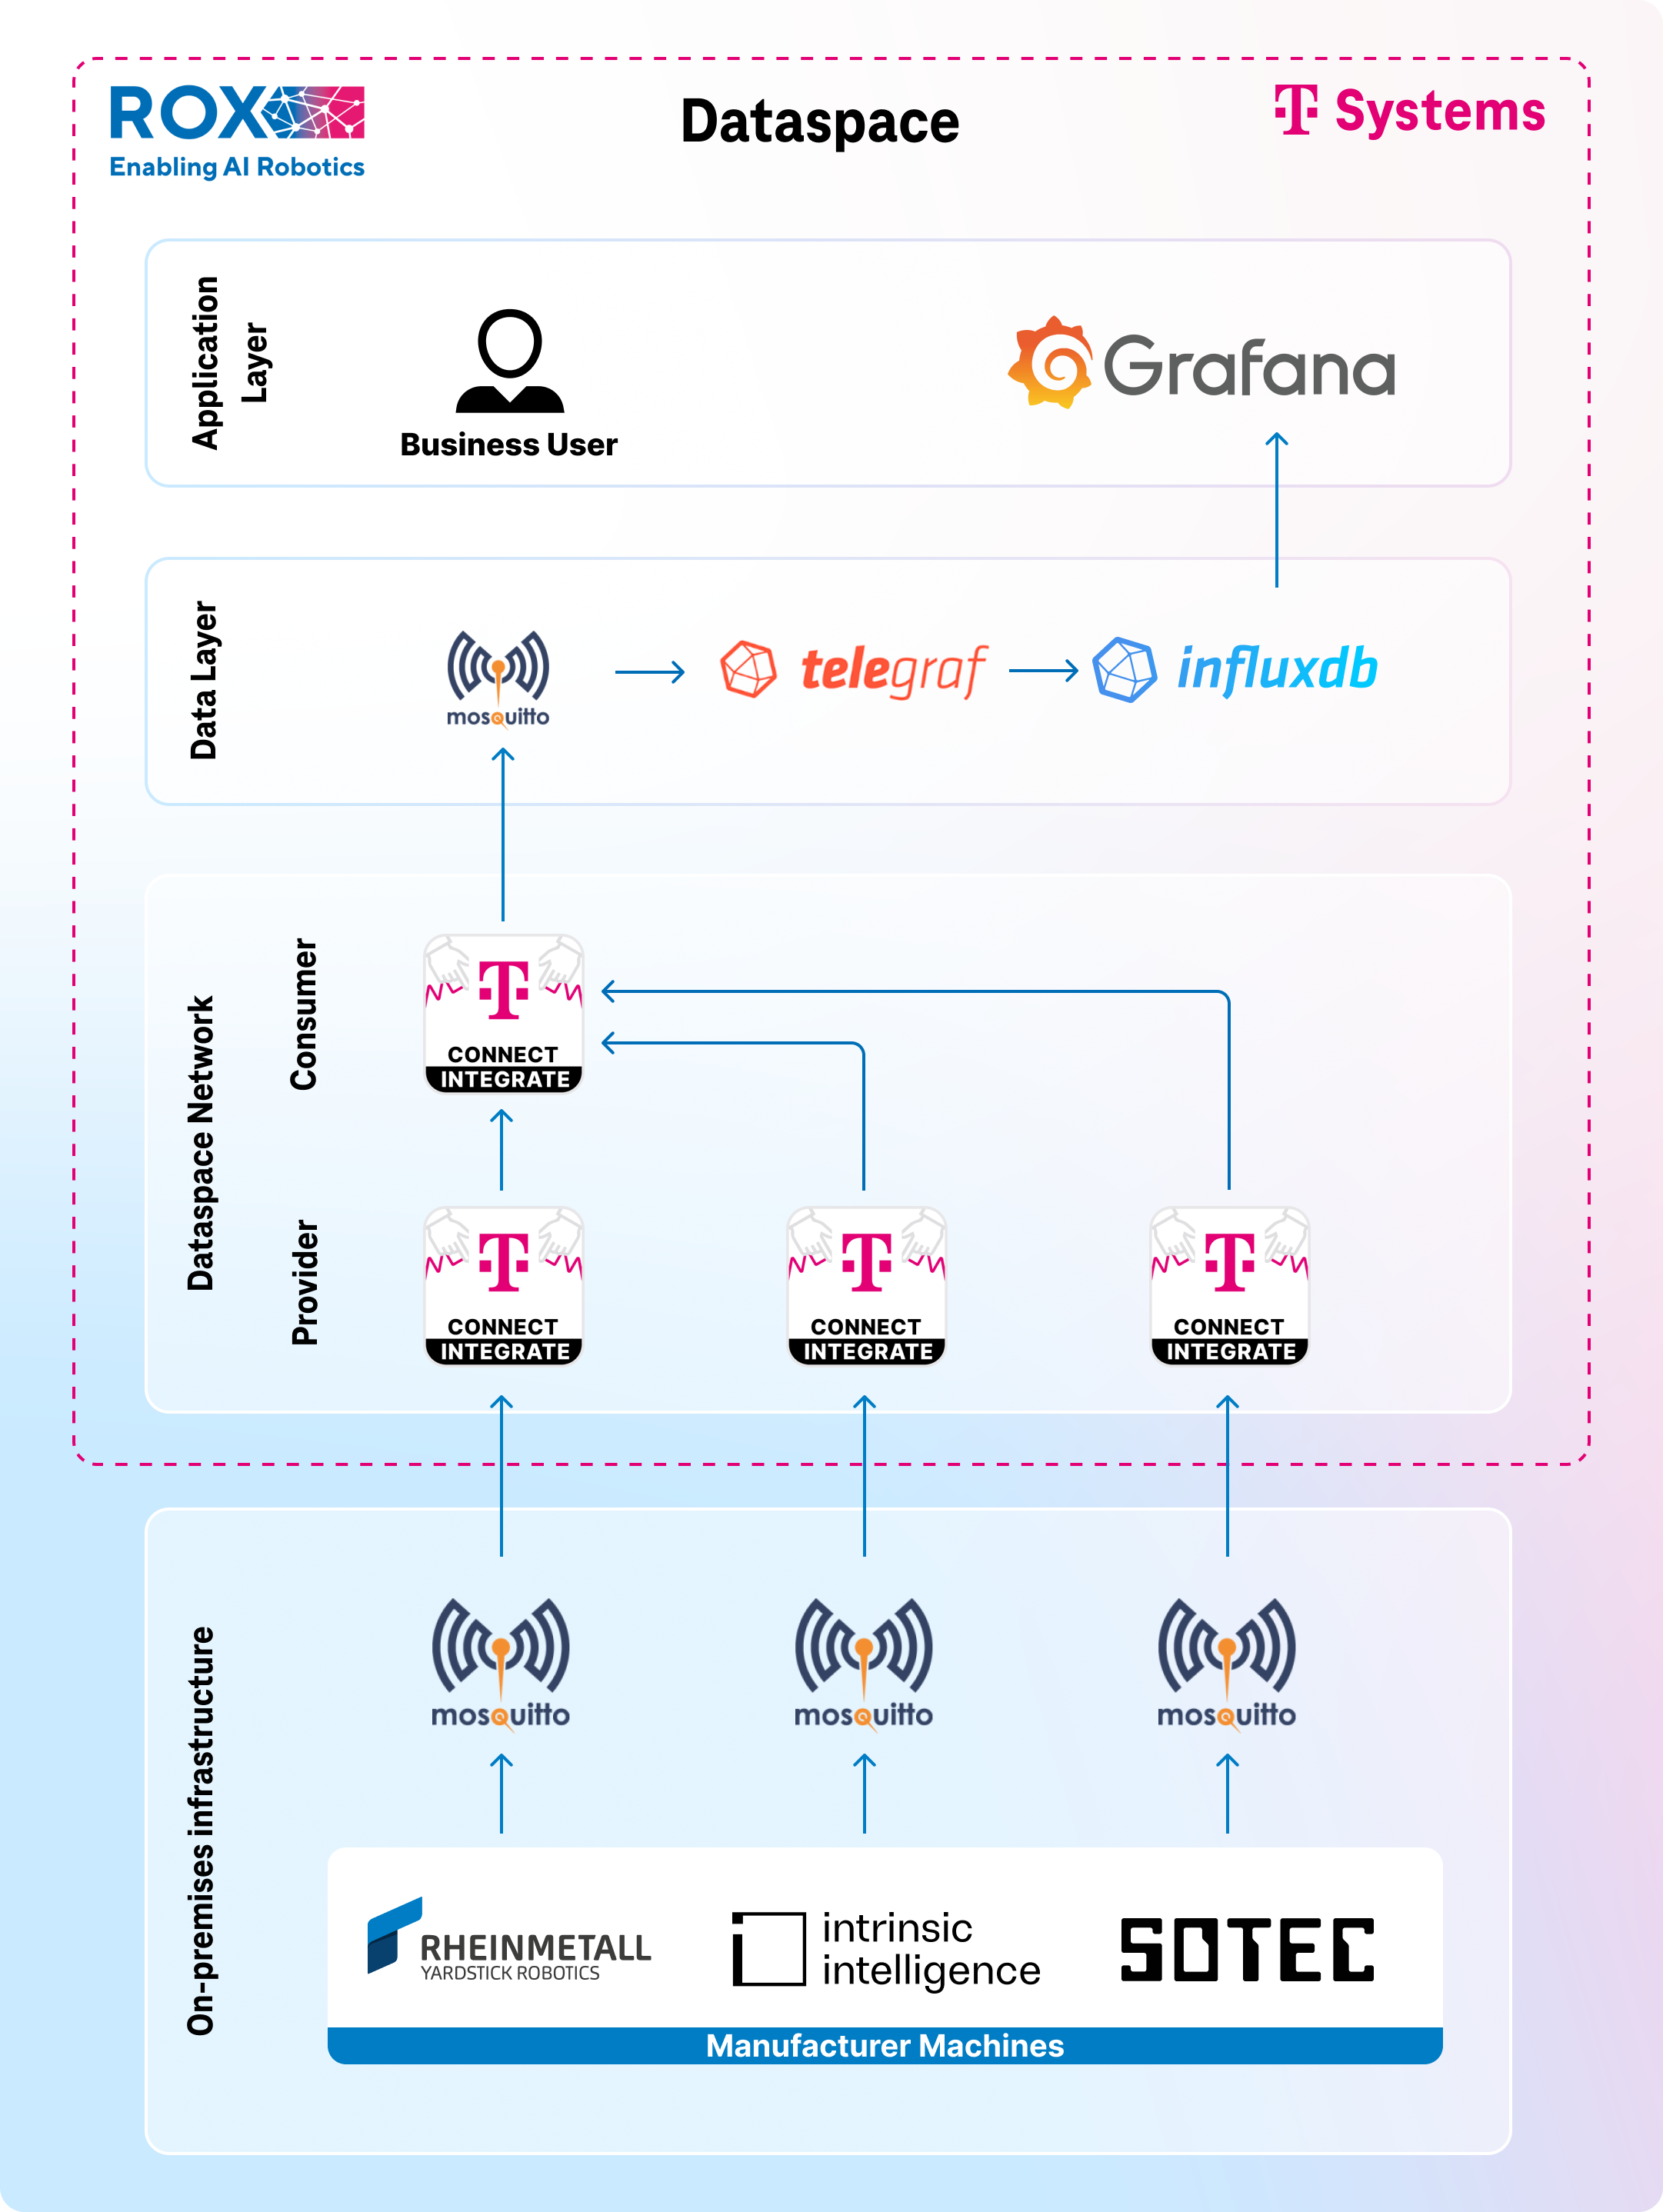 ROX
Enabling AI Robotics
Dataspace
T Systems
Application
Layer
Business User
Grafana
Data Layer
mosquitto
telegraf
influxdb
Dataspace Network
Consumer
T
CONNECT
INTEGRATE
Provider
T
CONNECT
INTEGRATE
T
CONNECT
INTEGRATE
T
CONNECT
INTEGRATE
On-premises infrastructure
mosquitto
mosquitto
mosquitto
RHEINMETALL
YARDSTICK ROBOTICS
intrinsic
intelligence
SOTEC
Manufacturer Machines